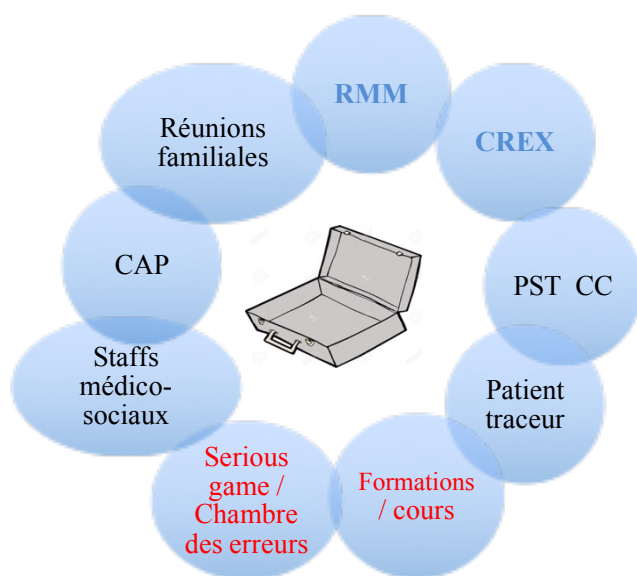 RMM
CREX
PST CC
Patient
traceur
Formations
/ cours
Serious
game /
Chambre
des erreurs
Staffs
médico-
sociaux
CAP
Réunions
familiales